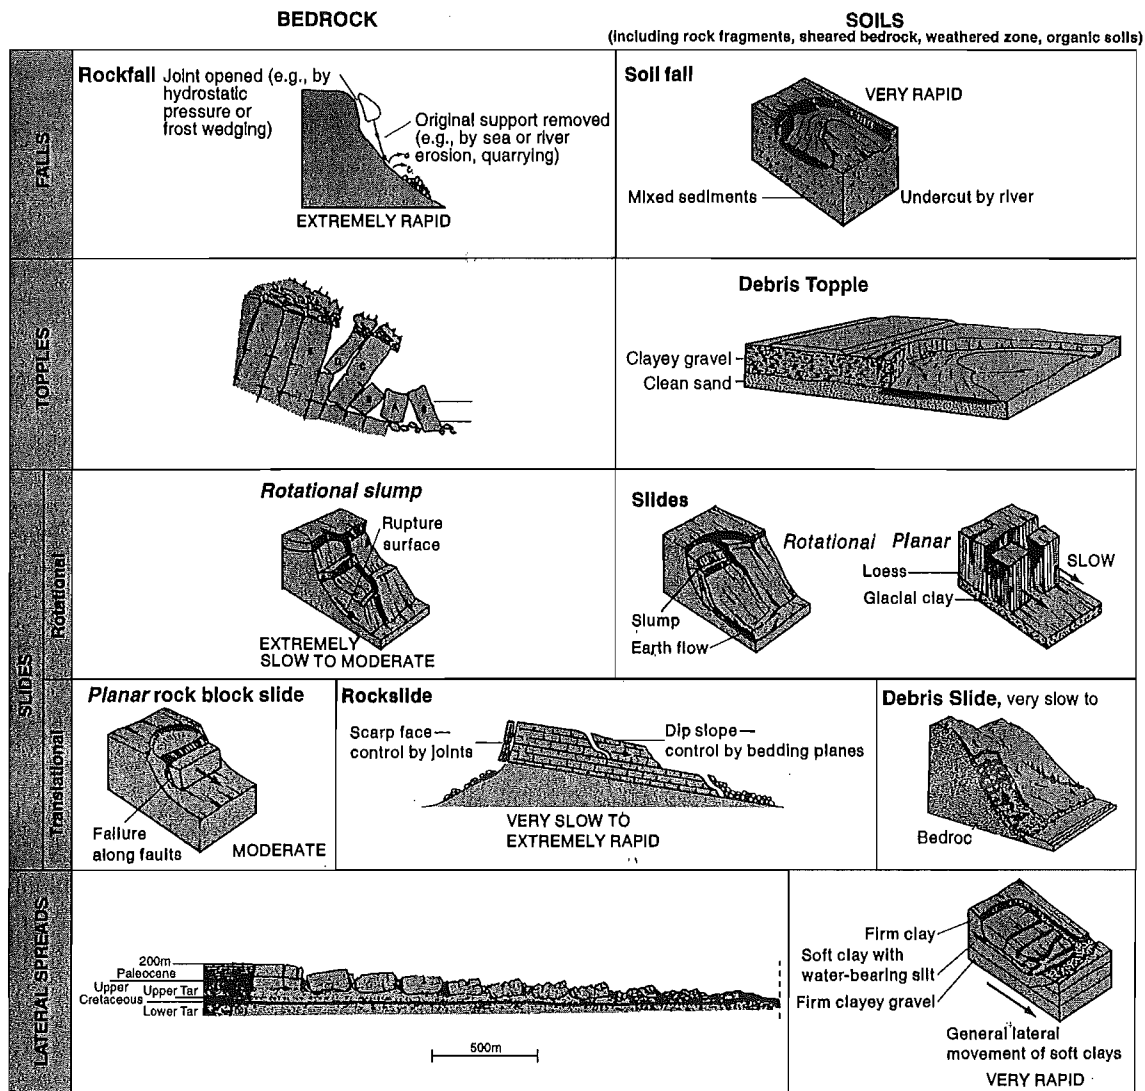 BEDROCK
SOILS
(including rock fragments, sheared bedrock, weathered zone, organic soils)
FALLS
Rockfall Joint opened (e.g., by
hydrostatic
pressure or
frost wedging)
Original support removed
(e.g., by sea or river
erosion, quarrying)
EXTREMELY RAPID
Soil fall
VERY RAPID
Mixed sediments
Undercut by river
TOPPLES
Debris Topple
Clayey gravel
Clean sand
SLIDES
Rotational
Rotational slump
Rupture
surface
EXTREMELY
SLOW TO MODERATE
Slides
Rotational Planar
Loess
SLOW
Glacial clay
Slump
Earth flow
Translational
Planar rock block slide
Failure
along faults
MODERATE
Rockslide
Scarp face—
control by joints
Dip slope—
control by bedding planes
VERY SLOW TO
EXTREMELY RAPID
Debris Slide, very slow to
Bedroc
LATERAL SPREADS
200m
Paleocene
Upper
Cretaceous
Upper Tar
Lower Tar
500m
Firm clay
Soft clay with
water-bearing silt
Firm clayey gravel
General lateral
movement of soft clays
VERY RAPID